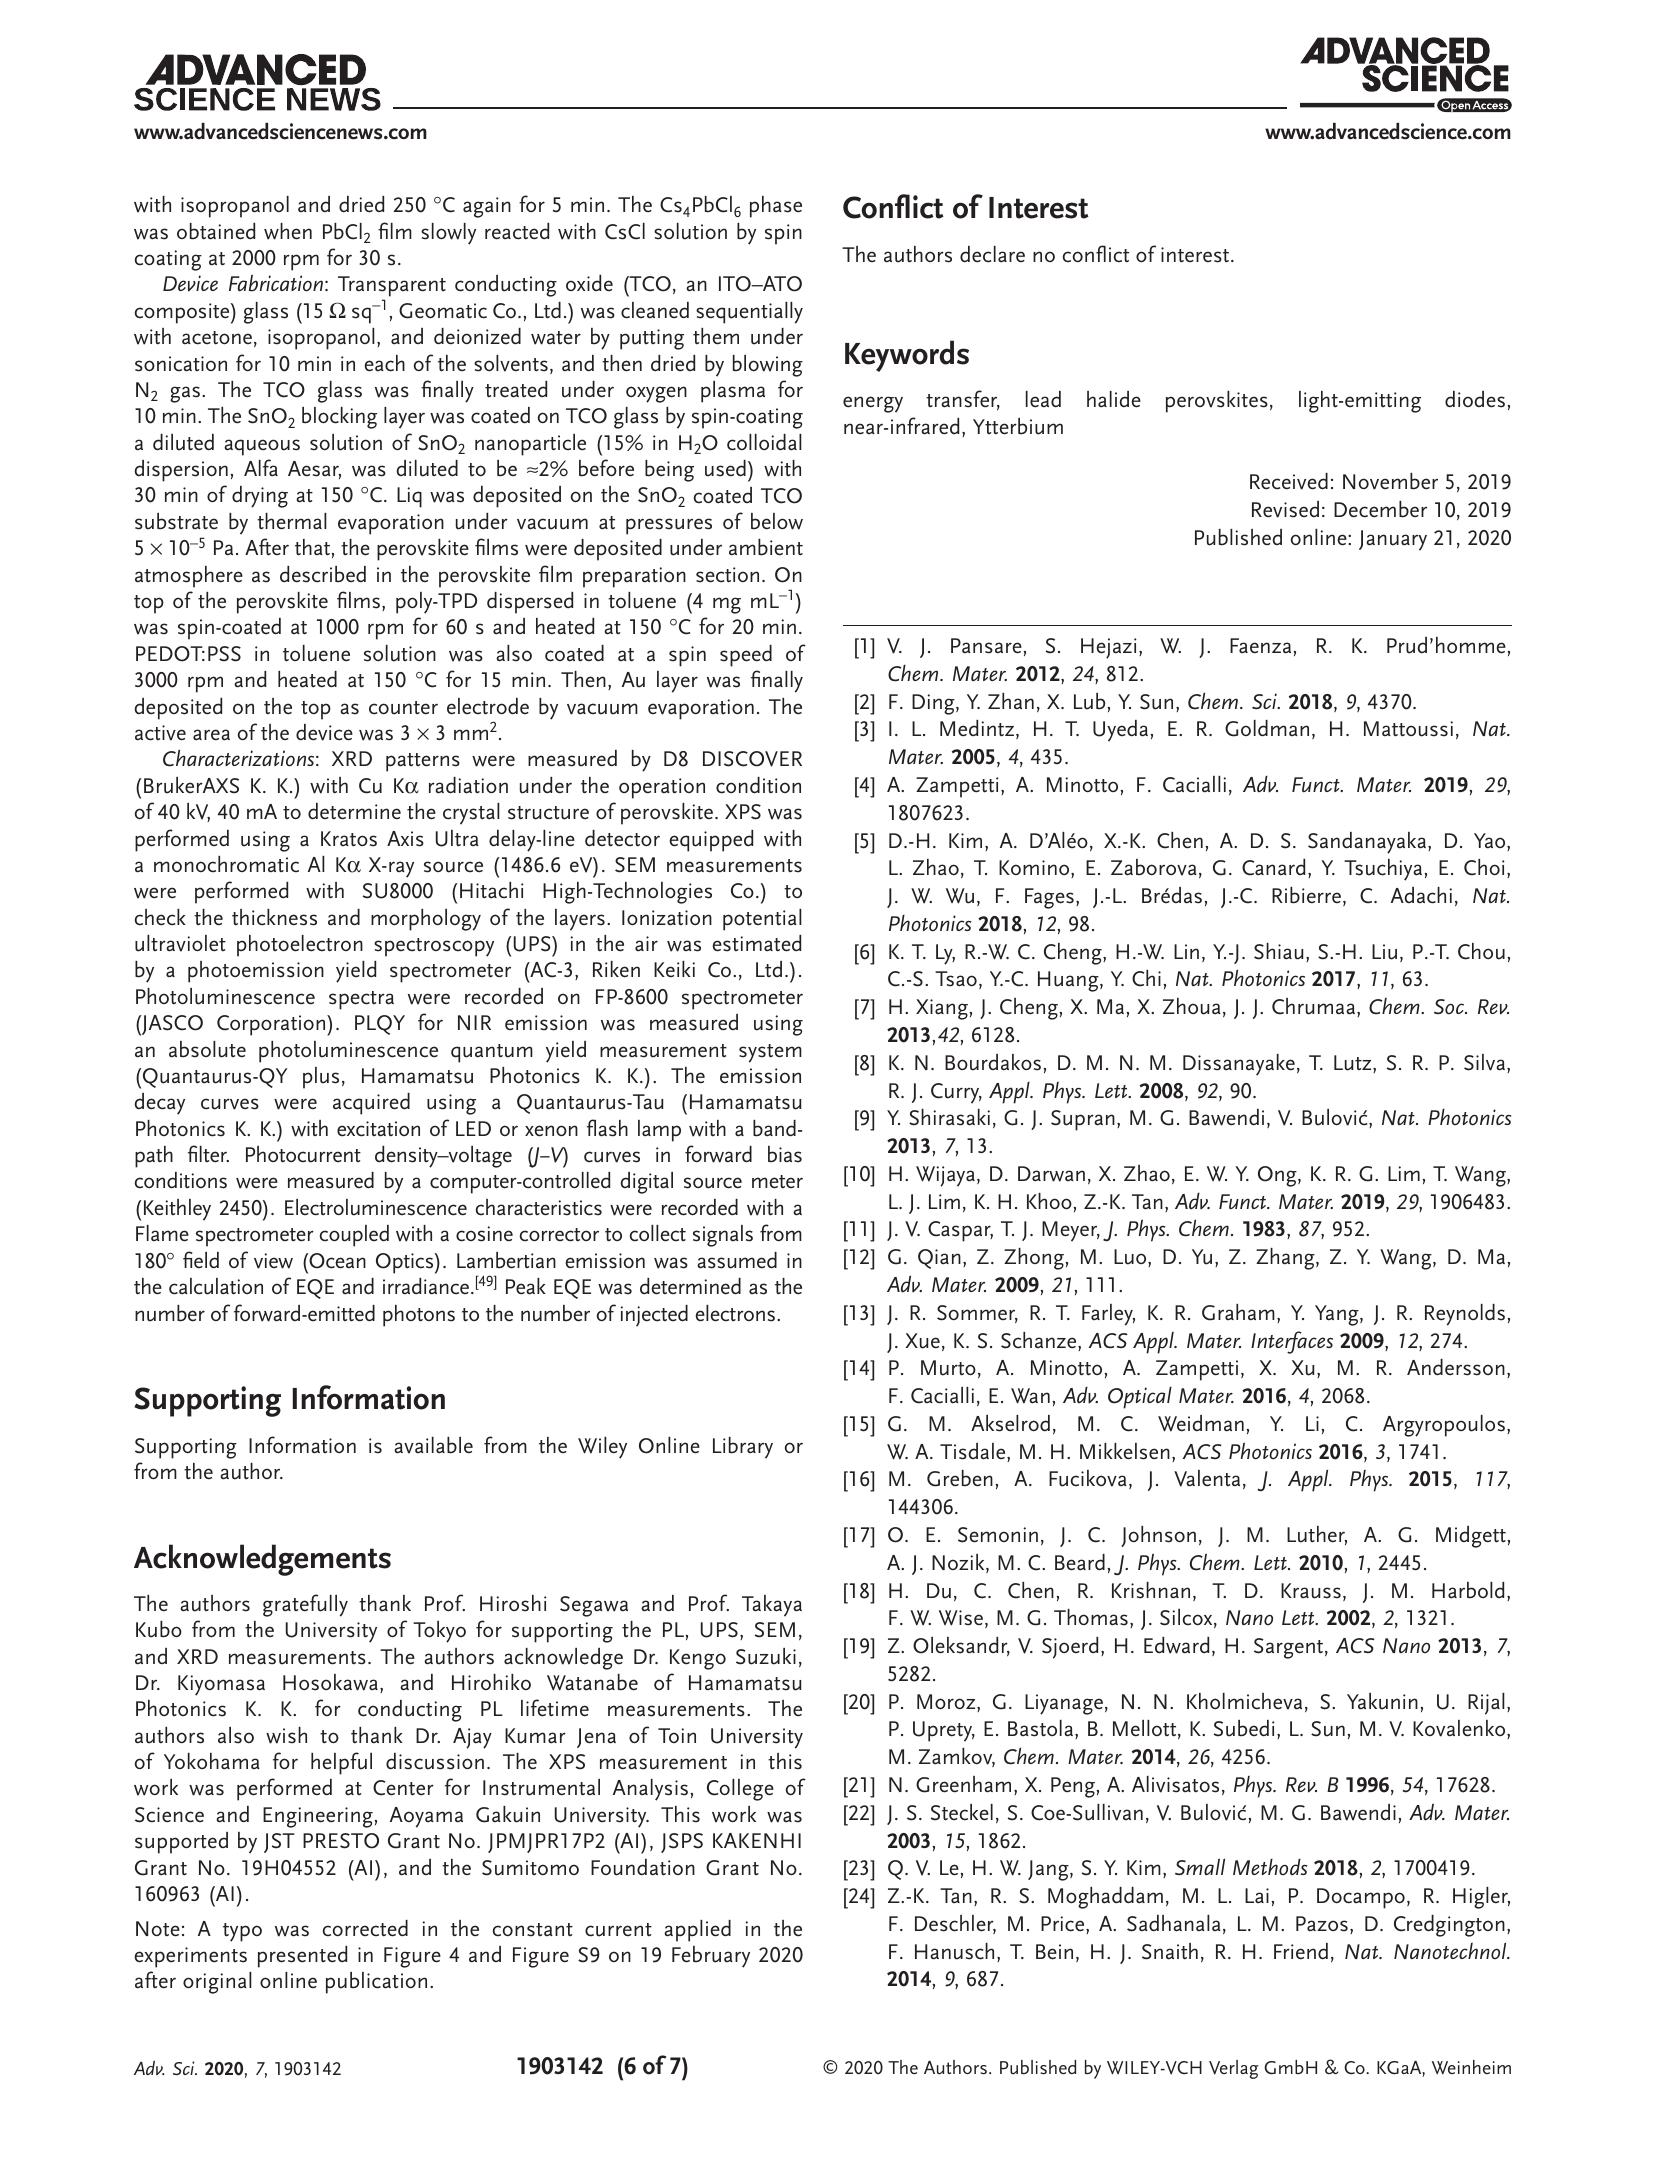 ADVANCED
SCIENCE NEWS
www.advancedsciencenews.com
ADVANCED
SCIENCE
Open Access
www.advancedscience.com
with isopropanol and dried 250 °C again for 5 min. The Cs₄PbCl₆ phase
was obtained when PbCl₂ film slowly reacted with CsCl solution by spin
coating at 2000 rpm for 30 s.
Device Fabrication: Transparent conducting oxide (TCO, an ITO–ATO
composite) glass (15 Ω sq⁻¹, Geomatic Co., Ltd.) was cleaned sequentially
with acetone, isopropanol, and deionized water by putting them under
sonication for 10 min in each of the solvents, and then dried by blowing
N₂ gas. The TCO glass was finally treated under oxygen plasma for
10 min. The SnO₂ blocking layer was coated on TCO glass by spin-coating
a diluted aqueous solution of SnO₂ nanoparticle (15% in H₂O colloidal
dispersion, Alfa Aesar, was diluted to be ≈2% before being used) with
30 min of drying at 150 °C. Liq was deposited on the SnO₂ coated TCO
substrate by thermal evaporation under vacuum at pressures of below
5 × 10⁻⁵ Pa. After that, the perovskite films were deposited under ambient
atmosphere as described in the perovskite film preparation section. On
top of the perovskite films, poly-TPD dispersed in toluene (4 mg mL⁻¹)
was spin-coated at 1000 rpm for 60 s and heated at 150 °C for 20 min.
PEDOT:PSS in toluene solution was also coated at a spin speed of
3000 rpm and heated at 150 °C for 15 min. Then, Au layer was finally
deposited on the top as counter electrode by vacuum evaporation. The
active area of the device was 3 × 3 mm².
Characterizations: XRD patterns were measured by D8 DISCOVER
(BrukerAXS K. K.) with Cu Kα radiation under the operation condition
of 40 kV, 40 mA to determine the crystal structure of perovskite. XPS was
performed using a Kratos Axis Ultra delay-line detector equipped with
a monochromatic Al Kα X-ray source (1486.6 eV). SEM measurements
were performed with SU8000 (Hitachi High-Technologies Co.) to
check the thickness and morphology of the layers. Ionization potential
ultraviolet photoelectron spectroscopy (UPS) in the air was estimated
by a photoemission yield spectrometer (AC-3, Riken Keiki Co., Ltd.).
Photoluminescence spectra were recorded on FP-8600 spectrometer
(JASCO Corporation). PLQY for NIR emission was measured using
an absolute photoluminescence quantum yield measurement system
(Quantaurus-QY plus, Hamamatsu Photonics K. K.). The emission
decay curves were acquired using a Quantaurus-Tau (Hamamatsu
Photonics K. K.) with excitation of LED or xenon flash lamp with a band-
path filter. Photocurrent density–voltage (J–V) curves in forward bias
conditions were measured by a computer-controlled digital source meter
(Keithley 2450). Electroluminescence characteristics were recorded with a
Flame spectrometer coupled with a cosine corrector to collect signals from
180° field of view (Ocean Optics). Lambertian emission was assumed in
the calculation of EQE and irradiance.[49] Peak EQE was determined as the
number of forward-emitted photons to the number of injected electrons.
Supporting Information
Supporting Information is available from the Wiley Online Library or
from the author.
Acknowledgements
The authors gratefully thank Prof. Hiroshi Segawa and Prof. Takaya
Kubo from the University of Tokyo for supporting the PL, UPS, SEM,
and XRD measurements. The authors acknowledge Dr. Kengo Suzuki,
Dr. Kiyomasa Hosokawa, and Hirohiko Watanabe of Hamamatsu
Photonics K. K. for conducting PL lifetime measurements. The
authors also wish to thank Dr. Ajay Kumar Jena of Toin University
of Yokohama for helpful discussion. The XPS measurement in this
work was performed at Center for Instrumental Analysis, College of
Science and Engineering, Aoyama Gakuin University. This work was
supported by JST PRESTO Grant No. JPMJPR17P2 (AI), JSPS KAKENHI
Grant No. 19H04552 (AI), and the Sumitomo Foundation Grant No.
160963 (AI).
Note: A typo was corrected in the constant current applied in the
experiments presented in Figure 4 and Figure S9 on 19 February 2020
after original online publication.
Conflict of Interest
The authors declare no conflict of interest.
Keywords
energy transfer, lead halide perovskites, light-emitting diodes,
near-infrared, Ytterbium
Received: November 5, 2019
Revised: December 10, 2019
Published online: January 21, 2020
[1] V. J. Pansare, S. Hejazi, W. J. Faenza, R. K. Prud’homme,
Chem. Mater. 2012, 24, 812.
[2] F. Ding, Y. Zhan, X. Lub, Y. Sun, Chem. Sci. 2018, 9, 4370.
[3] I. L. Medintz, H. T. Uyeda, E. R. Goldman, H. Mattoussi, Nat.
Mater. 2005, 4, 435.
[4] A. Zampetti, A. Minotto, F. Cacialli, Adv. Funct. Mater. 2019, 29,
1807623.
[5] D.-H. Kim, A. D’Aléo, X.-K. Chen, A. D. S. Sandanayaka, D. Yao,
L. Zhao, T. Komino, E. Zaborova, G. Canard, Y. Tsuchiya, E. Choi,
J. W. Wu, F. Fages, J.-L. Brédas, J.-C. Ribierre, C. Adachi, Nat.
Photonics 2018, 12, 98.
[6] K. T. Ly, R.-W. C. Cheng, H.-W. Lin, Y.-J. Shiau, S.-H. Liu, P.-T. Chou,
C.-S. Tsao, Y.-C. Huang, Y. Chi, Nat. Photonics 2017, 11, 63.
[7] H. Xiang, J. Cheng, X. Ma, X. Zhoua, J. J. Chrumaa, Chem. Soc. Rev.
2013,42, 6128.
[8] K. N. Bourdakos, D. M. N. M. Dissanayake, T. Lutz, S. R. P. Silva,
R. J. Curry, Appl. Phys. Lett. 2008, 92, 90.
[9] Y. Shirasaki, G. J. Supran, M. G. Bawendi, V. Bulović, Nat. Photonics
2013, 7, 13.
[10] H. Wijaya, D. Darwan, X. Zhao, E. W. Y. Ong, K. R. G. Lim, T. Wang,
L. J. Lim, K. H. Khoo, Z.-K. Tan, Adv. Funct. Mater. 2019, 29, 1906483.
[11] J. V. Caspar, T. J. Meyer, J. Phys. Chem. 1983, 87, 952.
[12] G. Qian, Z. Zhong, M. Luo, D. Yu, Z. Zhang, Z. Y. Wang, D. Ma,
Adv. Mater. 2009, 21, 111.
[13] J. R. Sommer, R. T. Farley, K. R. Graham, Y. Yang, J. R. Reynolds,
J. Xue, K. S. Schanze, ACS Appl. Mater. Interfaces 2009, 12, 274.
[14] P. Murto, A. Minotto, A. Zampetti, X. Xu, M. R. Andersson,
F. Cacialli, E. Wan, Adv. Optical Mater. 2016, 4, 2068.
[15] G. M. Akselrod, M. C. Weidman, Y. Li, C. Argyropoulos,
W. A. Tisdale, M. H. Mikkelsen, ACS Photonics 2016, 3, 1741.
[16] M. Greben, A. Fucikova, J. Valenta, J. Appl. Phys. 2015, 117,
144306.
[17] O. E. Semonin, J. C. Johnson, J. M. Luther, A. G. Midgett,
A. J. Nozik, M. C. Beard, J. Phys. Chem. Lett. 2010, 1, 2445.
[18] H. Du, C. Chen, R. Krishnan, T. D. Krauss, J. M. Harbold,
F. W. Wise, M. G. Thomas, J. Silcox, Nano Lett. 2002, 2, 1321.
[19] Z. Oleksandr, V. Sjoerd, H. Edward, H. Sargent, ACS Nano 2013, 7,
5282.
[20] P. Moroz, G. Liyanage, N. N. Kholmicheva, S. Yakunin, U. Rijal,
P. Uprety, E. Bastola, B. Mellott, K. Subedi, L. Sun, M. V. Kovalenko,
M. Zamkov, Chem. Mater. 2014, 26, 4256.
[21] N. Greenham, X. Peng, A. Alivisatos, Phys. Rev. B 1996, 54, 17628.
[22] J. S. Steckel, S. Coe-Sullivan, V. Bulović, M. G. Bawendi, Adv. Mater.
2003, 15, 1862.
[23] Q. V. Le, H. W. Jang, S. Y. Kim, Small Methods 2018, 2, 1700419.
[24] Z.-K. Tan, R. S. Moghaddam, M. L. Lai, P. Docampo, R. Higler,
F. Deschler, M. Price, A. Sadhanala, L. M. Pazos, D. Credgington,
F. Hanusch, T. Bein, H. J. Snaith, R. H. Friend, Nat. Nanotechnol.
2014, 9, 687.
Adv. Sci. 2020, 7, 1903142
1903142 (6 of 7)
© 2020 The Authors. Published by WILEY-VCH Verlag GmbH & Co. KGaA, Weinheim